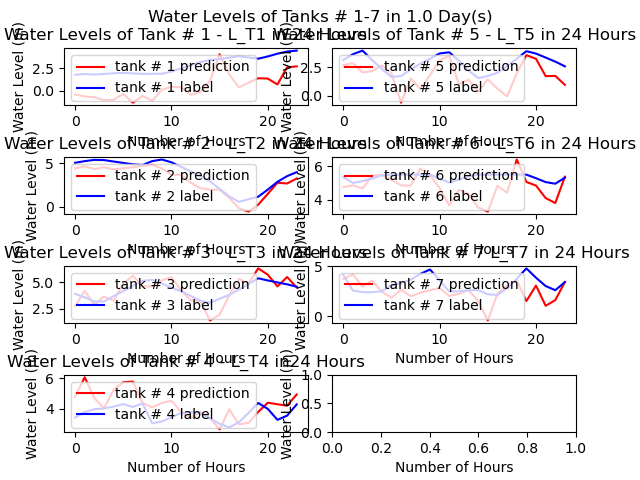 Water Levels of Tanks # 1-7 in 1.0 Day(s)
Water Levels of Tank # 1 - L_T1 in 24 Hours
Water Level (m)
2.5
0.0
tank # 1 prediction
tank # 1 label
0 10 20
Number of Hours
Water Levels of Tank # 5 - L_T5 in 24 Hours
Water Level (m)
2.5
0.0
tank # 5 prediction
tank # 5 label
0 10 20
Number of Hours
Water Levels of Tank # 2 - L_T2 in 24 Hours
Water Level (m)
5
0
tank # 2 prediction
tank # 2 label
0 10 20
Number of Hours
Water Levels of Tank # 6 - L_T6 in 24 Hours
Water Level (m)
6
4
tank # 6 prediction
tank # 6 label
0 10 20
Number of Hours
Water Levels of Tank # 3 - L_T3 in 24 Hours
Water Level (m)
5.0
2.5
tank # 3 prediction
tank # 3 label
0 10 20
Number of Hours
Water Levels of Tank # 7 L_T7 in 24 Hours
Water Level (m)
5
0
tank # 7 prediction
tank # 7 label
0 10 20
Number of Hours
Water Levels of Tank # 4 - L_T4 in24 Hours
Water Level (m)
6
4
tank # 4 prediction
tank # 4 label
0 10 20
Number of Hours
Water Level (m)
1.0
0.5
0.0
0.0 0.2 0.4 0.6 0.8 1.0
Number of Hours